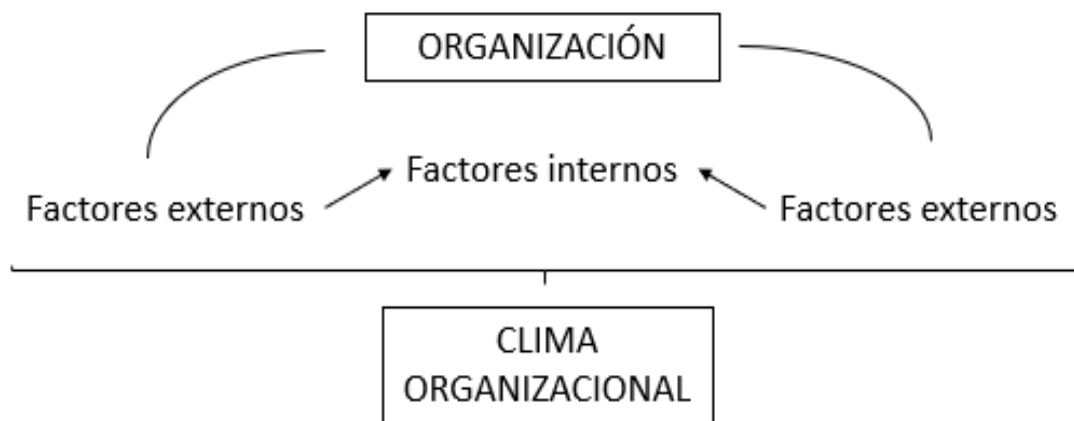 ORGANIZACIÓN
Factores internos
Factores externos
Factores externos
CLIMA
ORGANIZACIONAL